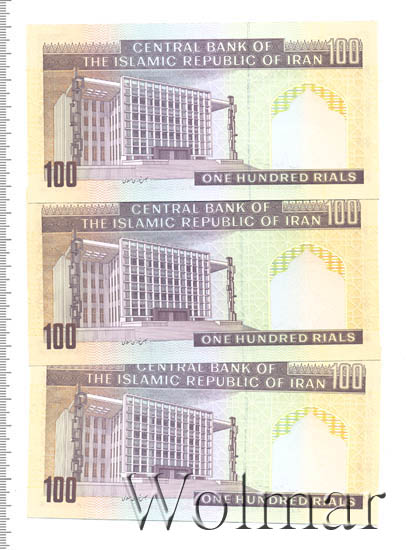 CENTRAL BANK OF
THE ISLAMIC REPUBLIC OF IRAN 100
100
ONE HUNDRED RIALS
CENTRAL BANK OF
THE ISLAMIC REPUBLIC OF IRAN 100
100
ONE HUNDRED RIALS
CENTRAL BANK OF
THE ISLAMIC REPUBLIC OF IRAN 100
100
ONE HUNDRED RIALS
Wolmar